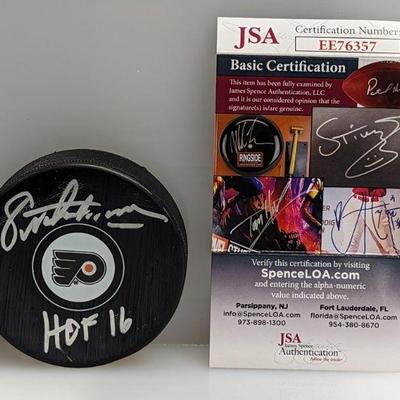 HOF 16
JSA
Certification Number
EE76357
Basic Certification
This item has been fully examined by
James Spence Authentication, LLC
and it is our considered opinion that the
signature(s) is/are genuine.
RINGSIDE
Verify this certification by visiting
SpenceLOA.com
and entering the alpha-numeric
value indicated above.
Parsippany, NJ
info@SpenceLOA.com
973-898-1300
Fort Lauderdale, FL
florida@SpenceLOA.com
954-380-8670
JSA
James Spence
Authentication